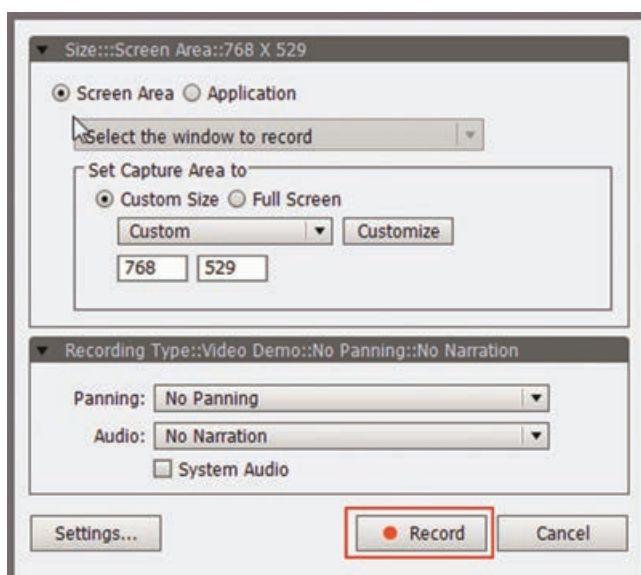 Size:::Screen Area::768 X 529
Screen Area Application
Select the window to record
Set Capture Area to
Custom Size Full Screen
Custom Customize
768 529
Recording Type::Video Demo::No Panning::No Narration
Panning: No Panning
Audio: No Narration
System Audio
Settings... Record Cancel